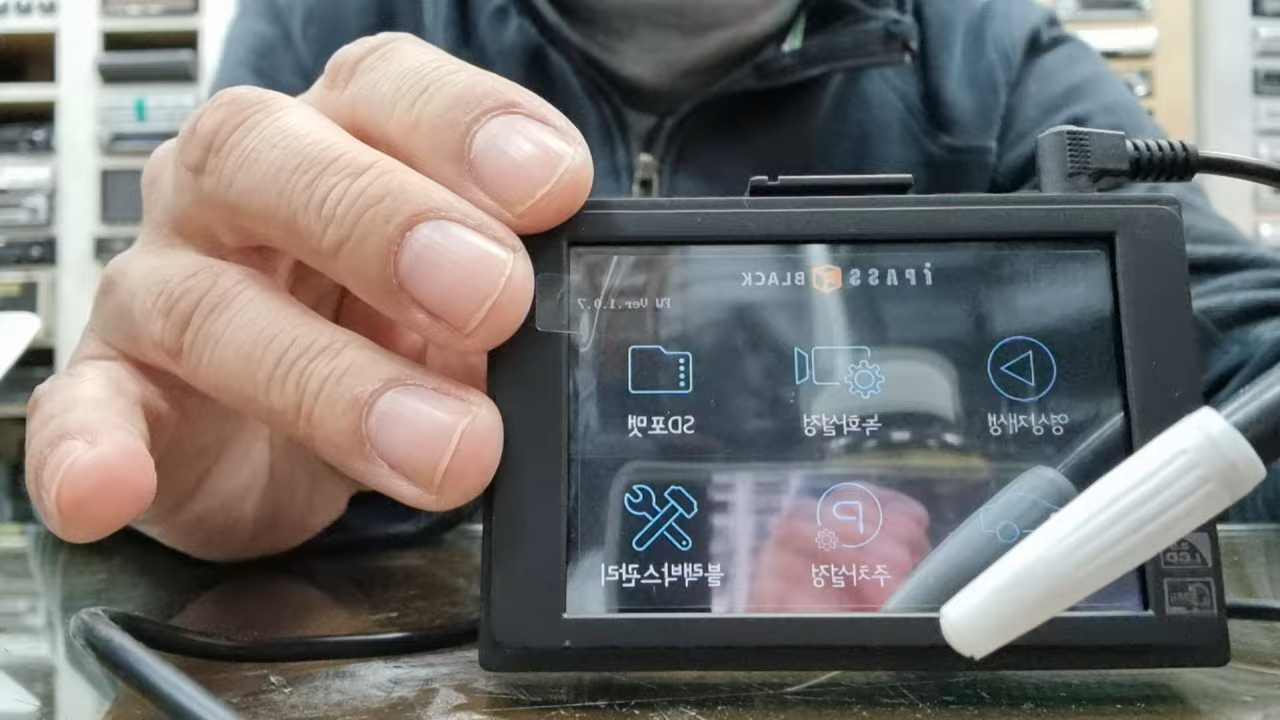 iPASS BLACK
FW Ver.1.0.7
영상재생
녹화설정
SD포맷
P
주차설정
블랙박스관리
LCD